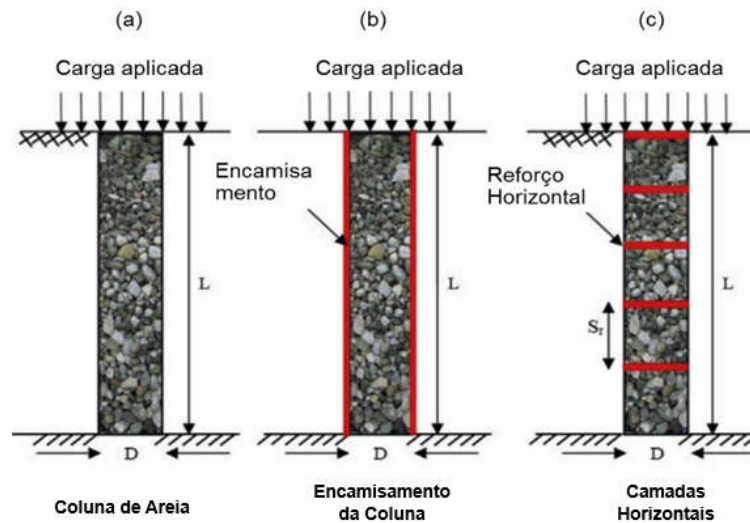 (a)
(b)
(c)
Carga aplicada
Carga aplicada
Carga aplicada
Encamisa
mento
Reforço
Horizontal
L
L
L
Sr
D
D
D
Coluna de Areia
Encamisamento
da Coluna
Camadas
Horizontais